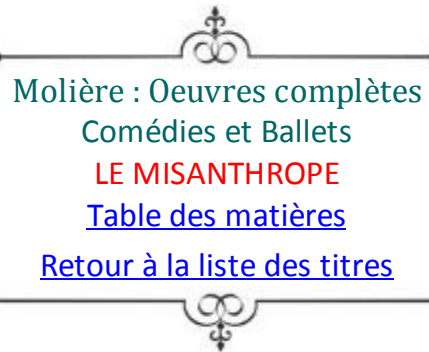 Molière : Oeuvres complètes
Comédies et Ballets
LE MISANTHROPE
Table des matières
Retour à la liste des titres